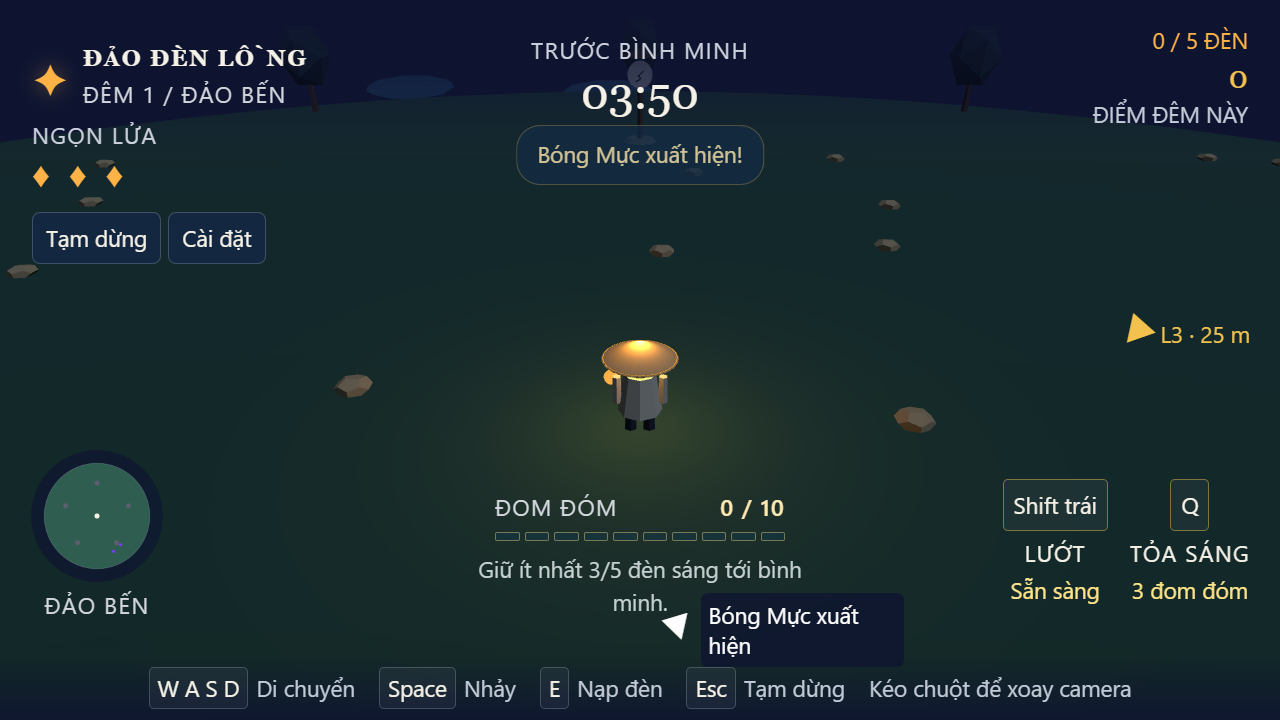 ĐẢO ĐÈN LỒNG
ĐÊM 1 / ĐẢO BẾN
NGỌN LỬA
Tạm dừng
Cài đặt
TRƯỚC BÌNH MINH
03:50
Bóng Mực xuất hiện!
0 / 5 ĐÈN
0
ĐIỂM ĐÊM NÀY
L3 · 25 m
ĐẢO BẾN
ĐOM ĐÓM 0 / 10
Giữ ít nhất 3/5 đèn sáng tới bình
minh.
Bóng Mực xuất
hiện
Shift trái
LƯỚT
Sẵn sàng
Q
TỎA SÁNG
3 đom đóm
W A S D Di chuyển Space Nhảy E Nạp đèn Esc Tạm dừng Kéo chuột để xoay camera